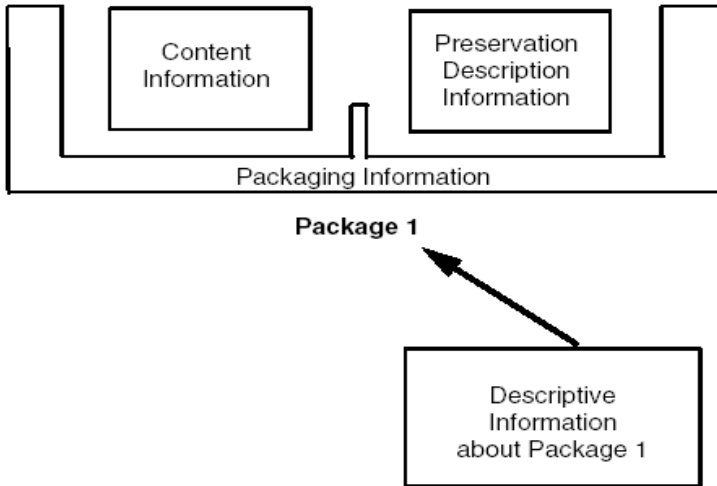 Content
Information
Preservation
Description
Information
Packaging Information
Package 1
Descriptive
Information
about Package 1